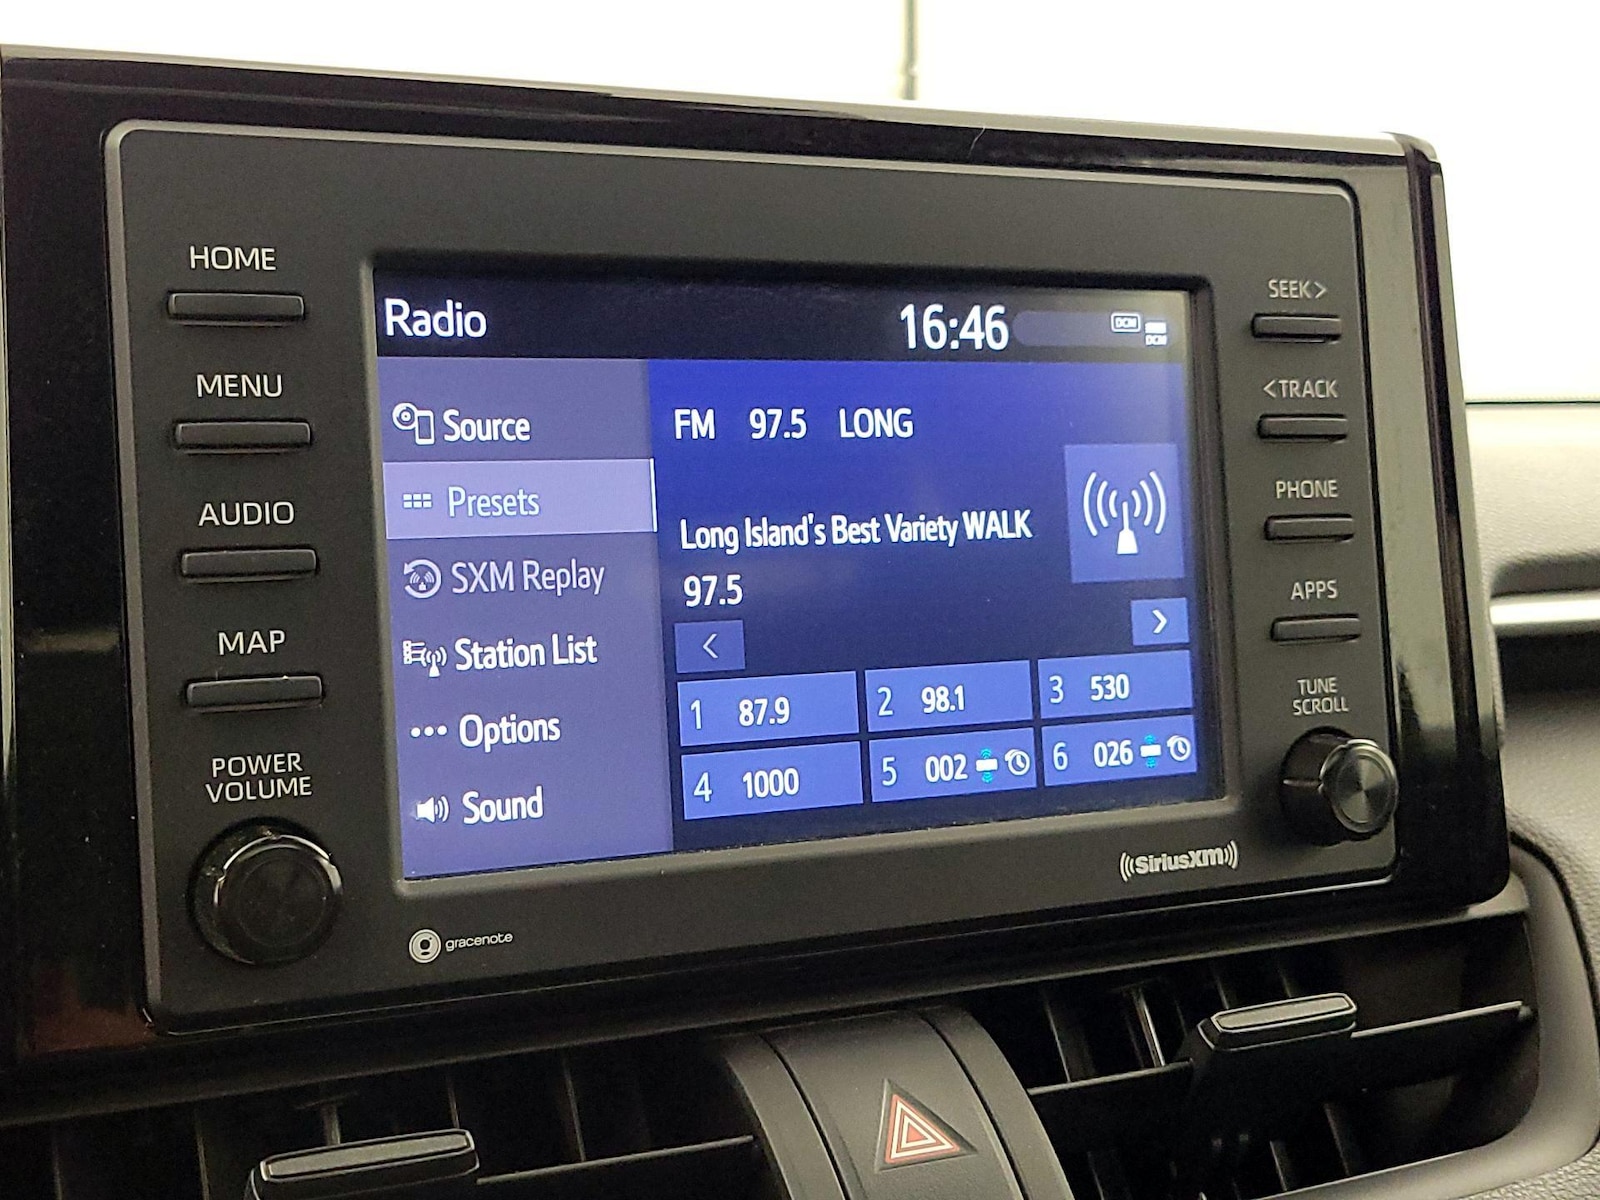 HOME
MENU
AUDIO
MAP
POWER
VOLUME
Radio
16:46
DCM
DCM
Source
Presets
SXM Replay
Station List
Options
Sound
FM 97.5 LONG
Long Island's Best Variety WALK
97.5
<
>
1 87.9
2 98.1
3 530
4 1000
5 002
6 026
SEEK>
<TRACK
PHONE
APPS
TUNE
SCROLL
gracenote
SiriusXM